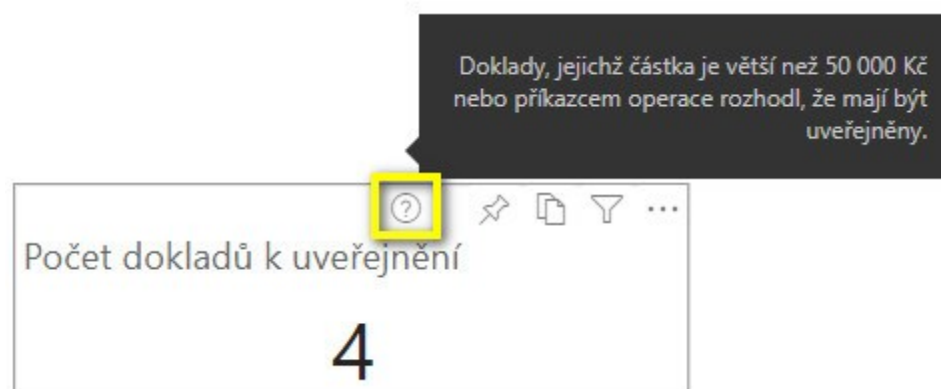 Doklady, jejichž částka je větší než 50 000 Kč
nebo příkazcem operace rozhodl, že mají být
uveřejněny.
Počet dokladů k uveřejnění
4